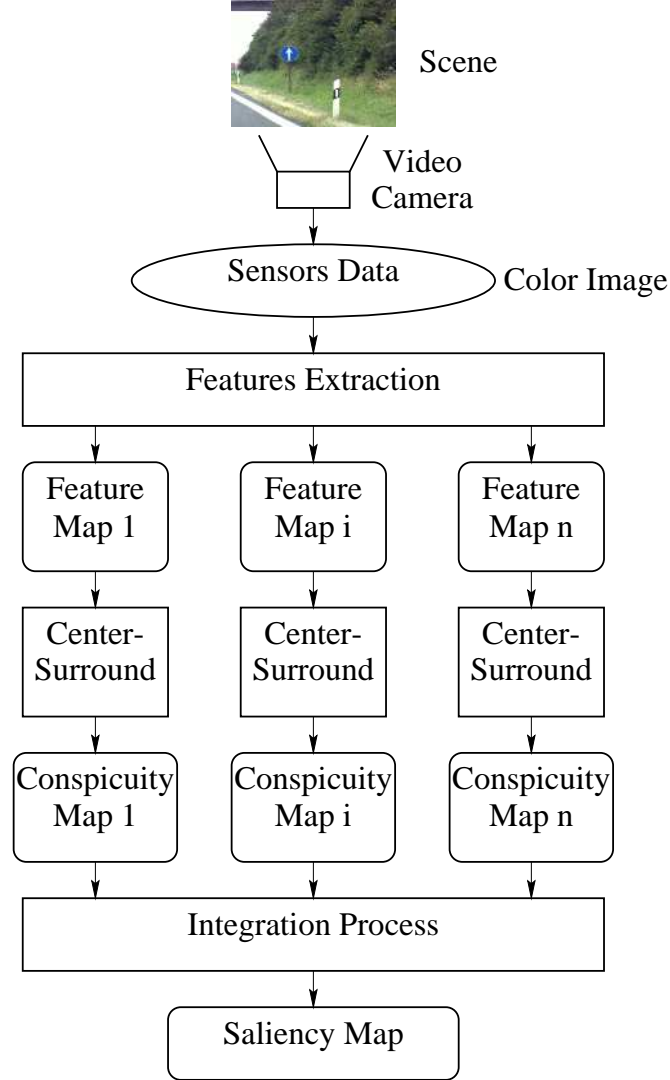 Scene
Video
Camera
Sensors Data
Color Image
Features Extraction
Feature
Map 1
Feature
Map i
Feature
Map n
Center-
Surround
Center-
Surround
Center-
Surround
Conspicuity
Map 1
Conspicuity
Map i
Conspicuity
Map n
Integration Process
Saliency Map